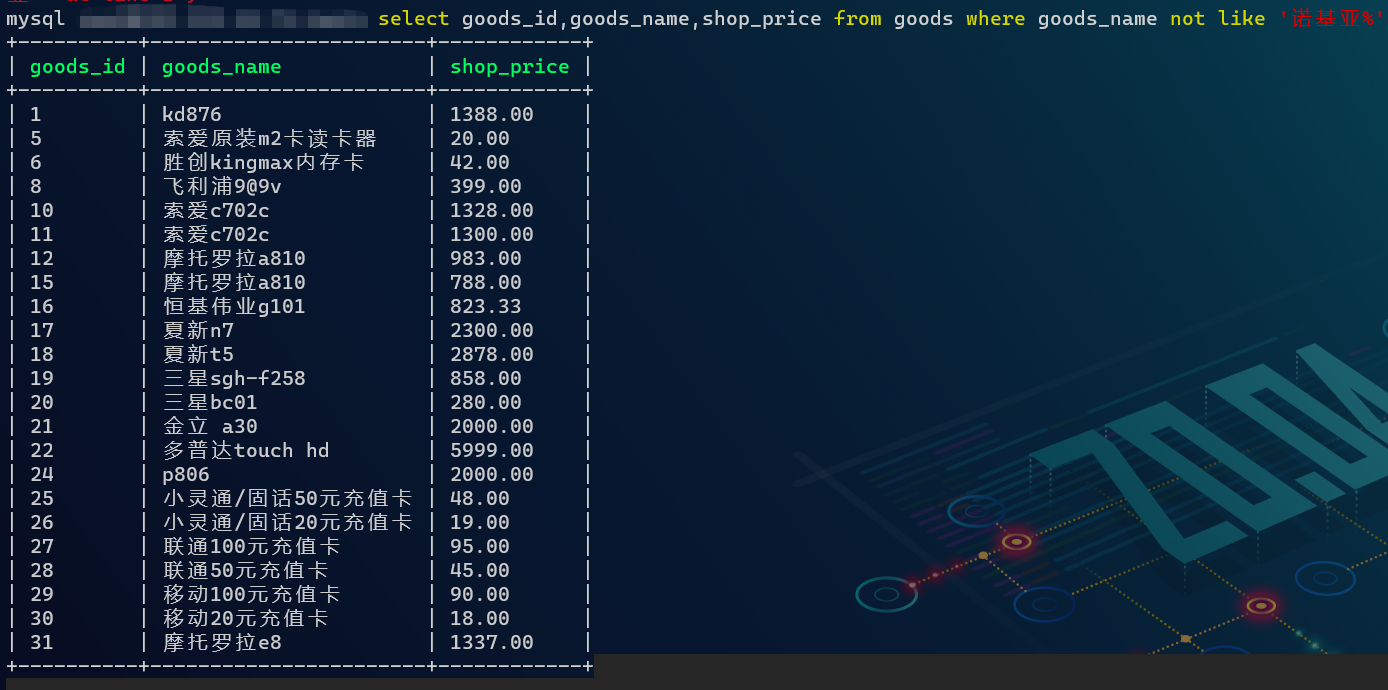 mysql select goods_id,goods_name,shop_price from goods where goods_name not like '诺基亚%'
+----------+------------------------+------------+
| goods_id | goods_name | shop_price |
+----------+------------------------+------------+
| 1 | kd876 | 1388.00 |
| 5 | 索爱原装m2卡读卡器 | 20.00 |
| 6 | 胜创kingmax内存卡 | 42.00 |
| 8 | 飞利浦9@9v | 399.00 |
| 10 | 索爱c702c | 1328.00 |
| 11 | 索爱c702c | 1300.00 |
| 12 | 摩托罗拉a810 | 983.00 |
| 15 | 摩托罗拉a810 | 788.00 |
| 16 | 恒基伟业g101 | 823.33 |
| 17 | 夏新n7 | 2300.00 |
| 18 | 夏新t5 | 2878.00 |
| 19 | 三星sgh-f258 | 858.00 |
| 20 | 三星bc01 | 280.00 |
| 21 | 金立 a30 | 2000.00 |
| 22 | 多普达touch hd | 5999.00 |
| 24 | p806 | 2000.00 |
| 25 | 小灵通/固话50元充值卡 | 48.00 |
| 26 | 小灵通/固话20元充值卡 | 19.00 |
| 27 | 联通100元充值卡 | 95.00 |
| 28 | 联通50元充值卡 | 45.00 |
| 29 | 移动100元充值卡 | 90.00 |
| 30 | 移动20元充值卡 | 18.00 |
| 31 | 摩托罗拉e8 | 1337.00 |
+----------+------------------------+------------+